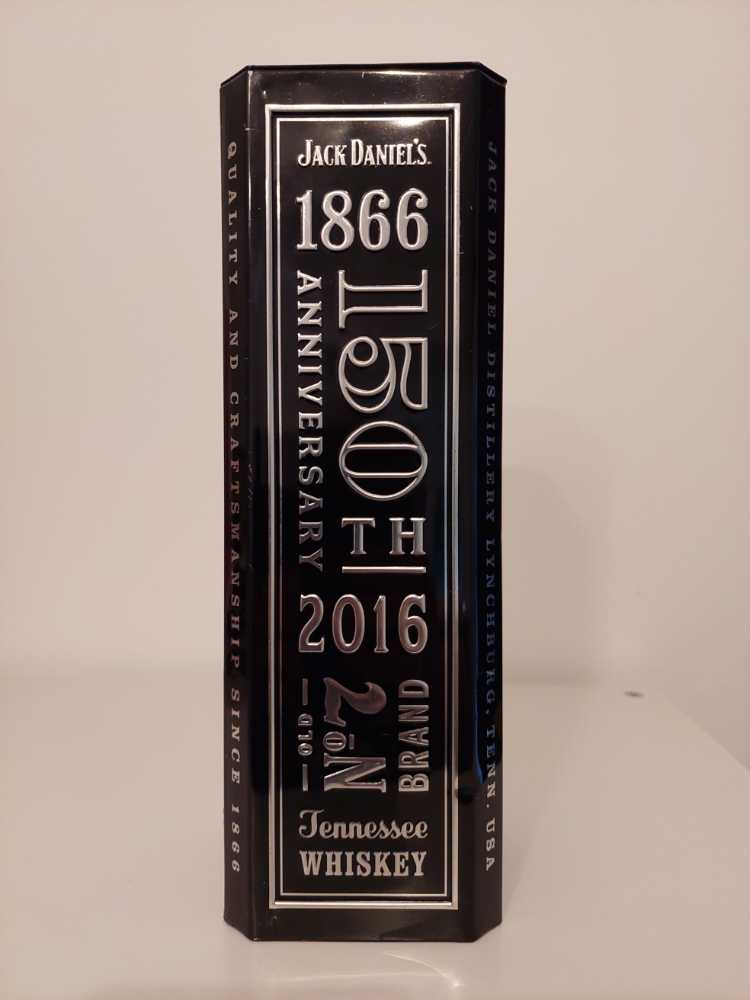 QUALITY AND CRAFTSMANSHIP SINCE 1866
JACK DANIEL'S
1866
150TH
ANNIVERSARY
2016
OLD
No. 7
BRAND
Tennessee
WHISKEY
JACK DANIEL DISTILLERY LYNCHBURG, TENN. USA